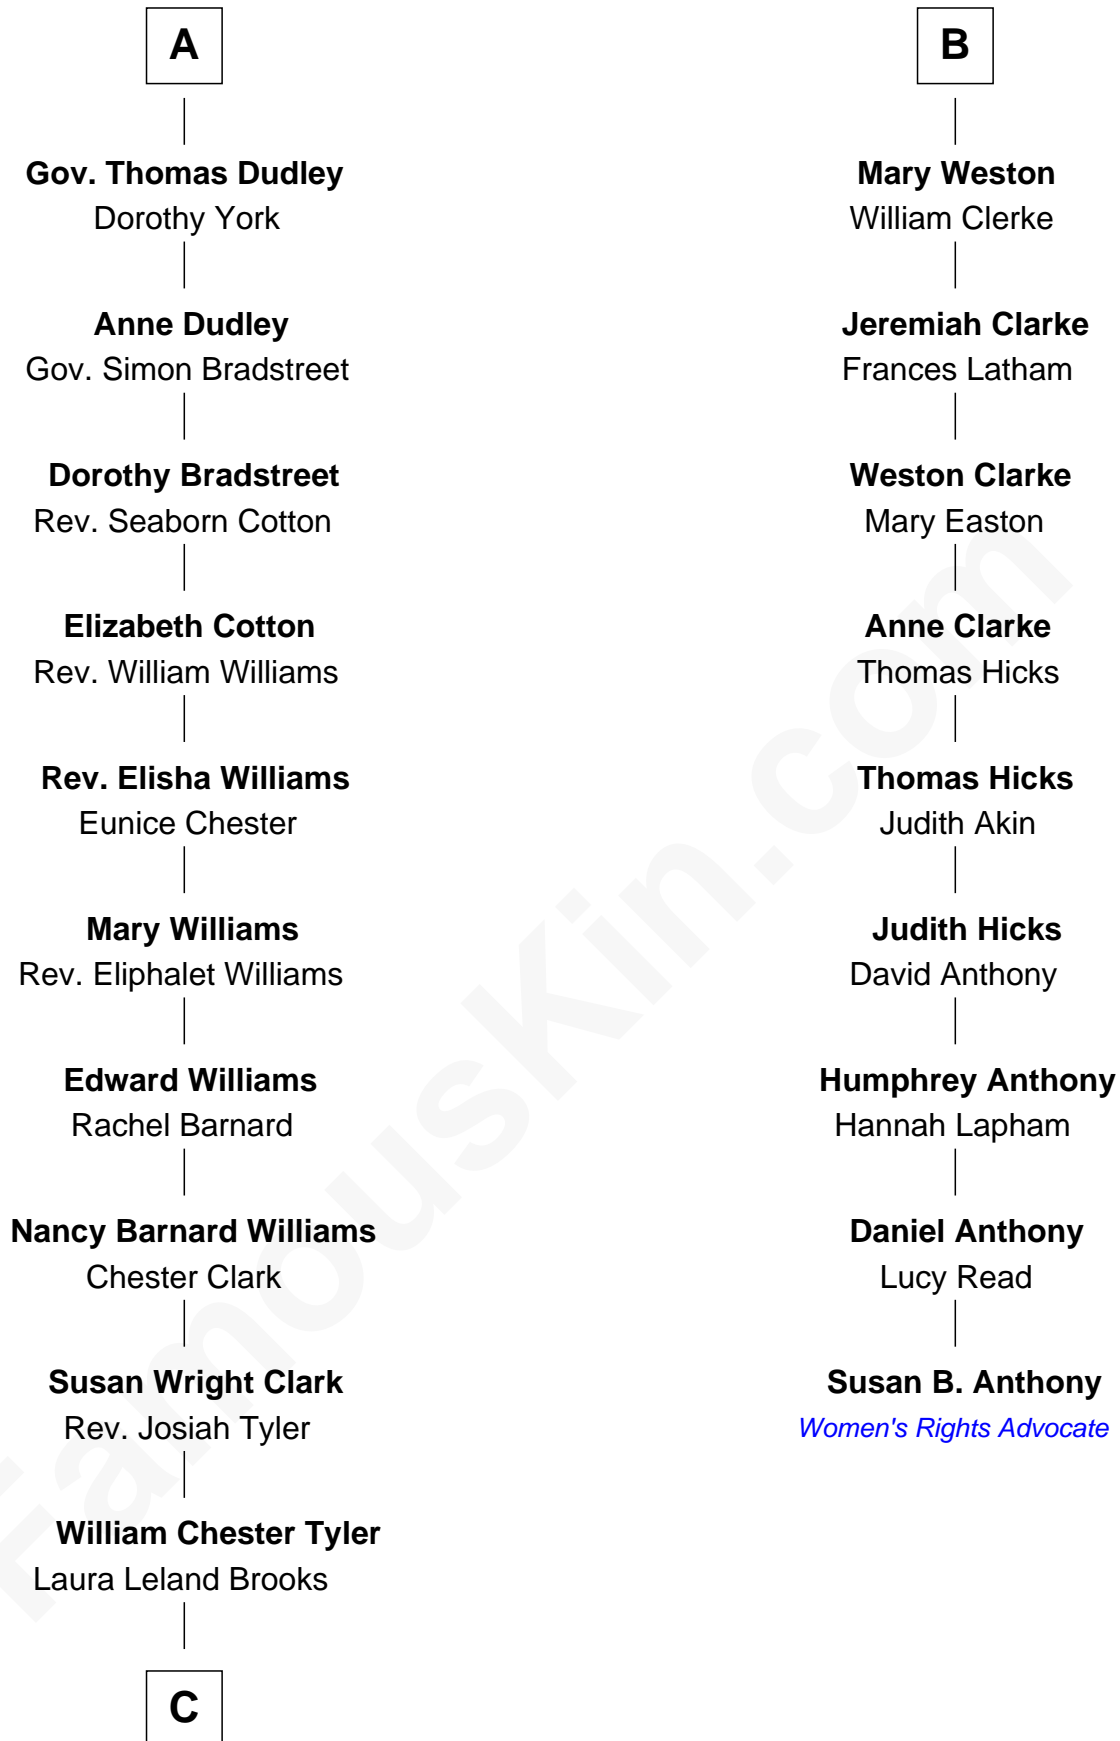 A
Gov. Thomas Dudley
Dorothy York
Anne Dudley
Gov. Simon Bradstreet
Dorothy Bradstreet
Rev. Seaborn Cotton
Elizabeth Cotton
Rev. William Williams
Rev. Elisha Williams
Eunice Chester
Mary Williams
Rev. Eliphalet Williams
Edward Williams
Rachel Barnard
Nancy Barnard Williams
Chester Clark
Susan Wright Clark
Rev. Josiah Tyler
William Chester Tyler
Laura Leland Brooks
C
B
Mary Weston
William Clerke
Jeremiah Clarke
Frances Latham
Weston Clarke
Mary Easton
Anne Clarke
Thomas Hicks
Thomas Hicks
Judith Akin
Judith Hicks
David Anthony
Humphrey Anthony
Hannah Lapham
Daniel Anthony
Lucy Read
Susan B. Anthony
Women's Rights Advocate
FamousKin.com